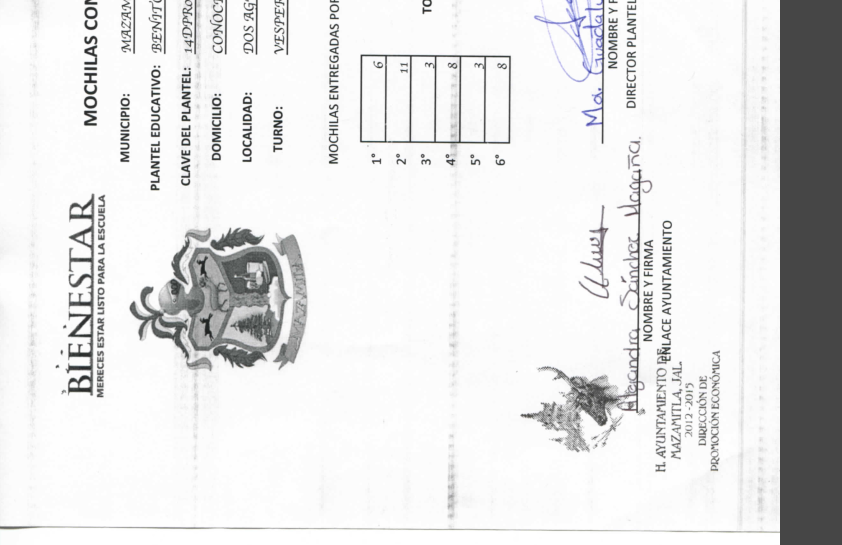 BIENESTAR
MERECES ESTAR LISTO PARA LA ESCUELA
MOCHILAS CON
MUNICIPIO: MAZAM
PLANTEL EDUCATIVO: BENITO
CLAVE DEL PLANTEL: 14DPR0
DOMICILIO: CONOCI
LOCALIDAD: DOS AG
TURNO: VESPER
MOCHILAS ENTREGADAS POR
1° 6
2° 11
3° 3
4° 8
5° 3
6° 8
TO
Alejandra Sánchez Magaña.
NOMBRE Y FIRMA
ENLACE AYUNTAMIENTO
Ma. Guadalu
NOMBRE Y F
DIRECTOR PLANTEL
H. AYUNTAMIENTO DE
MAZAMITLA, JAL.
2012 - 2015
DIRECCIÓN DE
PROMOCIÓN ECONÓMICA